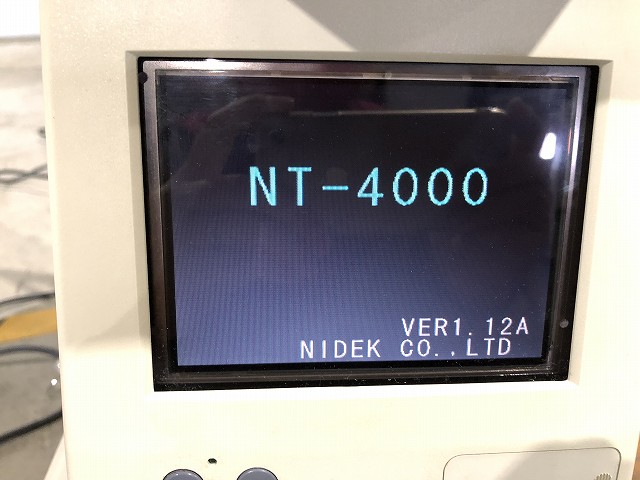 NT-4000
VER1.12A
NIDEK CO.,LTD